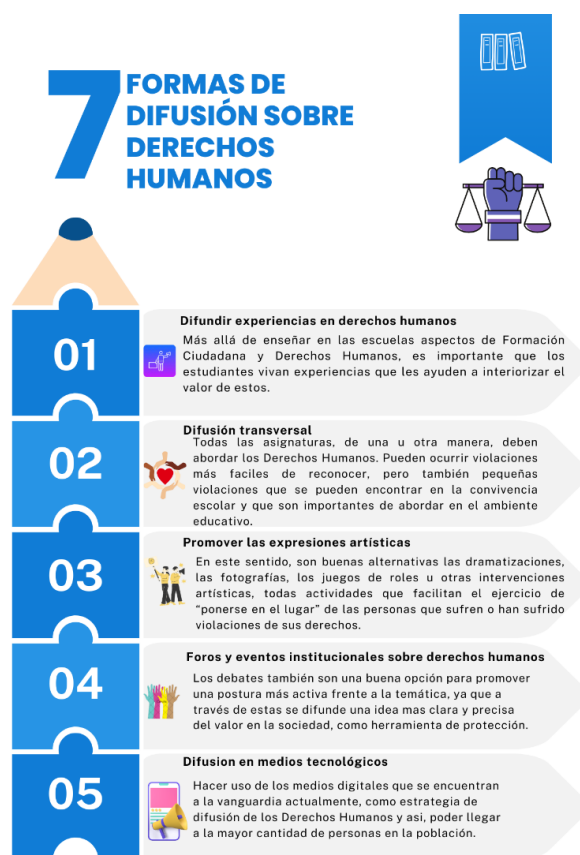 7
FORMAS DE
DIFUSIÓN SOBRE
DERECHOS
HUMANOS
01
Difundir experiencias en derechos humanos
Más allá de enseñar en las escuelas aspectos de Formación
Ciudadana y Derechos Humanos, es importante que los
estudiantes vivan experiencias que les ayuden a interiorizar el
valor de estos.
02
Difusión transversal
Todas las asignaturas, de una u otra manera, deben
abordar los Derechos Humanos. Pueden ocurrir violaciones
más faciles de reconocer, pero también pequeñas
violaciones que se pueden encontrar en la convivencia
escolar y que son importantes de abordar en el ambiente
educativo.
03
Promover las expresiones artísticas
En este sentido, son buenas alternativas las dramatizaciones,
las fotografías, los juegos de roles u otras intervenciones
artísticas, todas actividades que facilitan el ejercicio de
“ponerse en el lugar” de las personas que sufren o han sufrido
violaciones de sus derechos.
04
Foros y eventos institucionales sobre derechos humanos
Los debates también son una buena opción para promover
una postura más activa frente a la temática, ya que a
través de estas se difunde una idea mas clara y precisa
del valor en la sociedad, como herramienta de protección.
05
Difusion en medios tecnológicos
Hacer uso de los medios digitales que se encuentran
a la vanguardia actualmente, como estrategia de
difusión de los Derechos Humanos y asi, poder llegar
a la mayor cantidad de personas en la población.